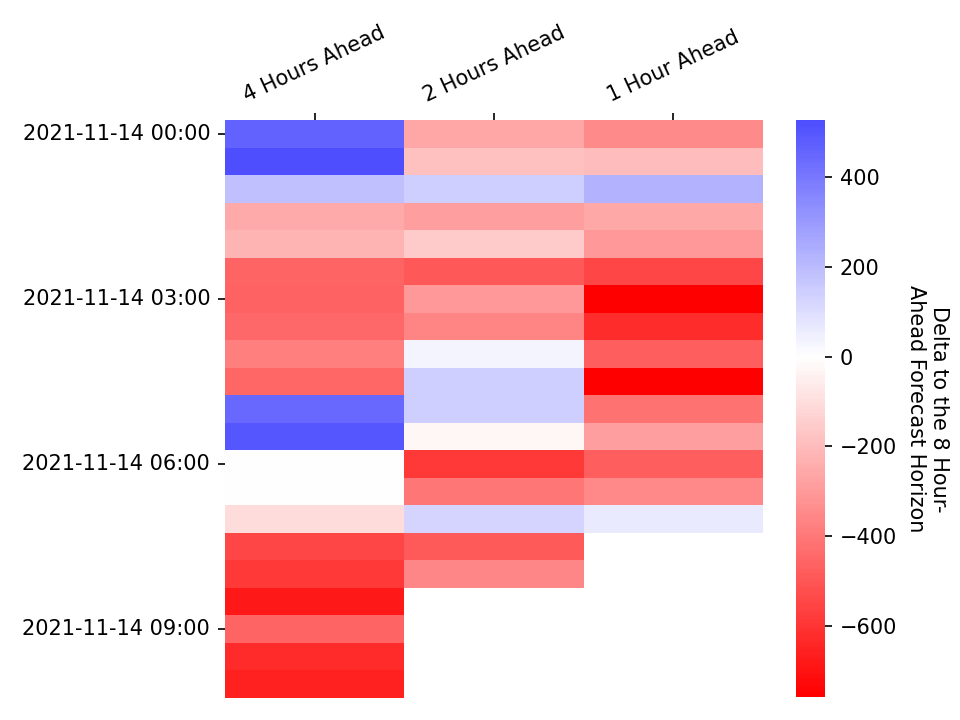 4 Hours Ahead
2 Hours Ahead
1 Hour Ahead
2021-11-14 00:00
2021-11-14 03:00
2021-11-14 06:00
2021-11-14 09:00
400
200
0
−200
−400
−600
Delta to the 8 Hour-
Ahead Forecast Horizon